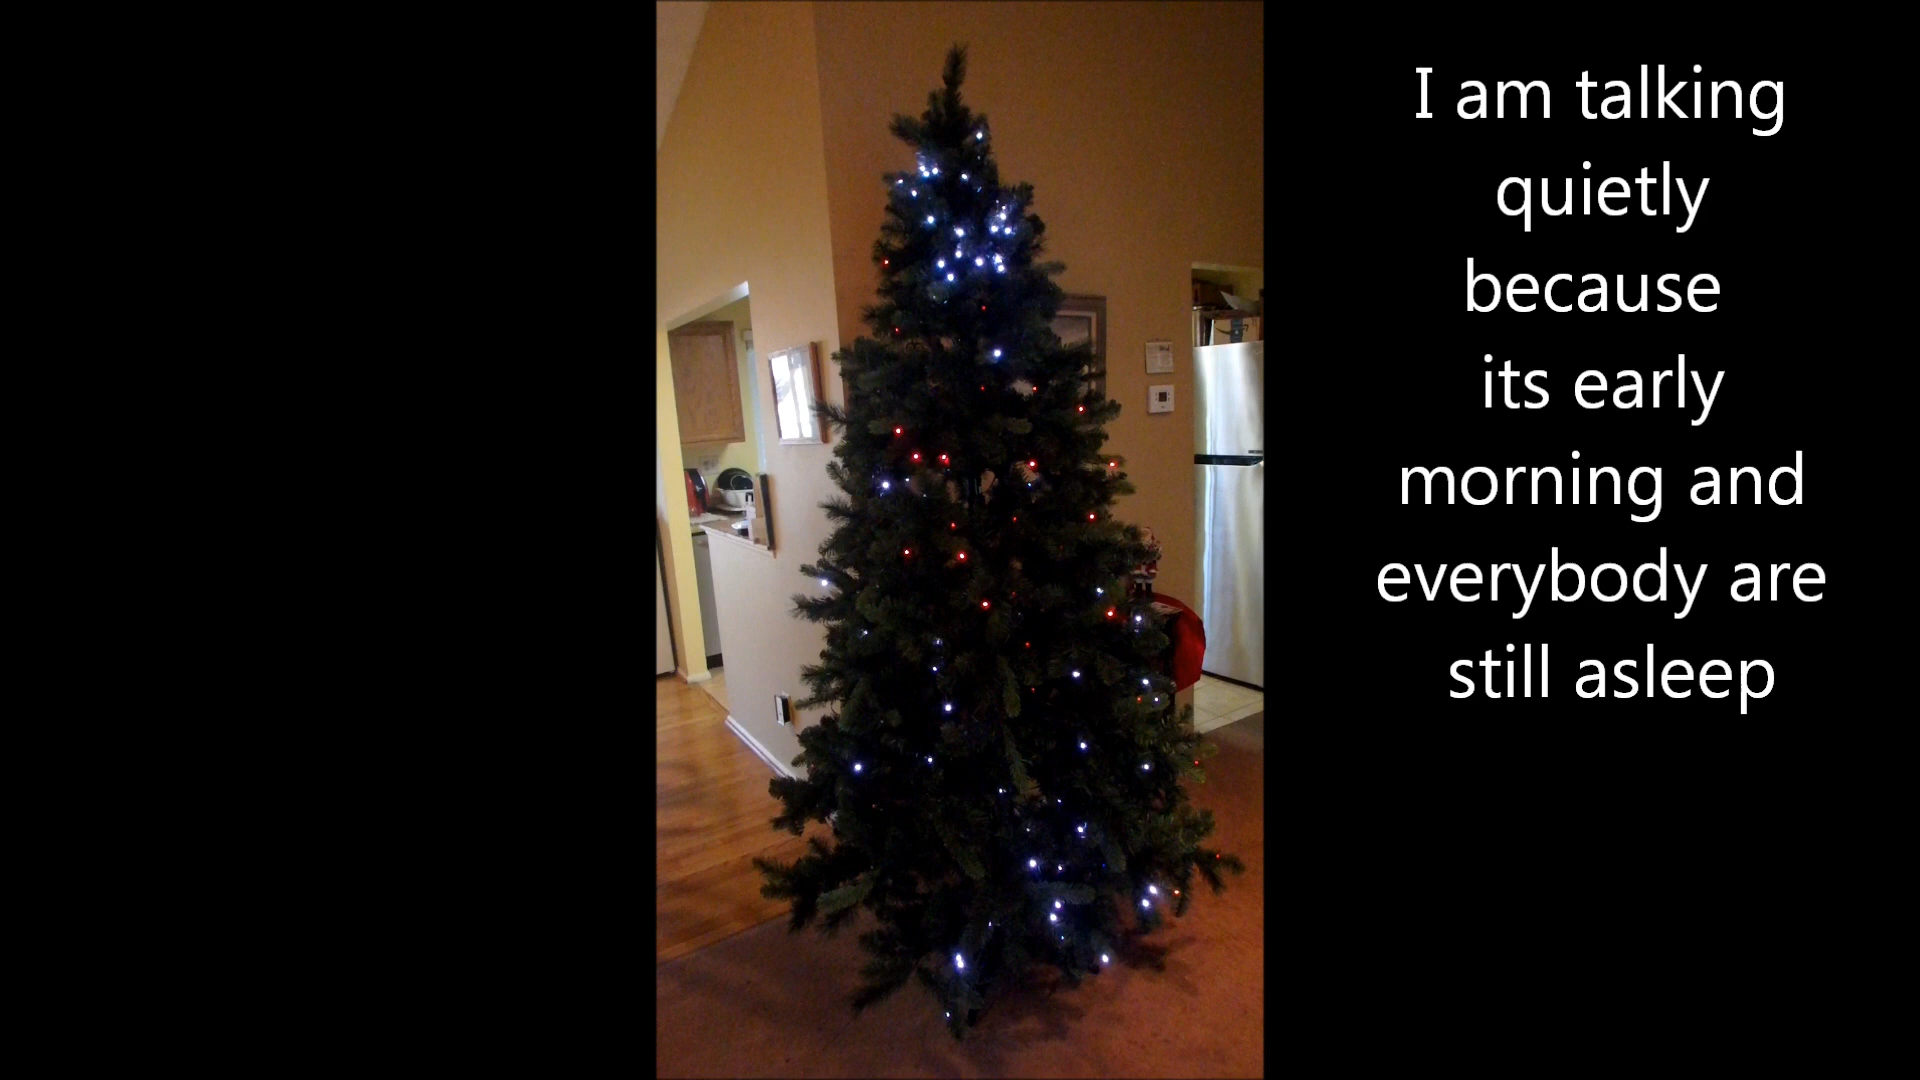 I am talking
quietly
because
its early
morning and
everybody are
still asleep